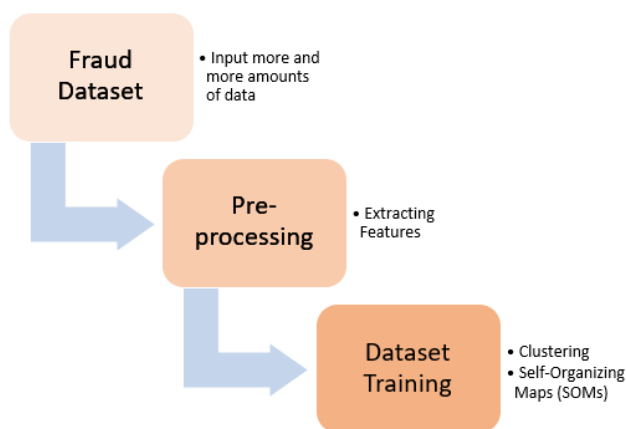 Fraud
Dataset
• Input more and
more amounts
of data
Pre-
processing
• Extracting
Features
Dataset
Training
• Clustering
• Self-Organizing
Maps (SOMs)